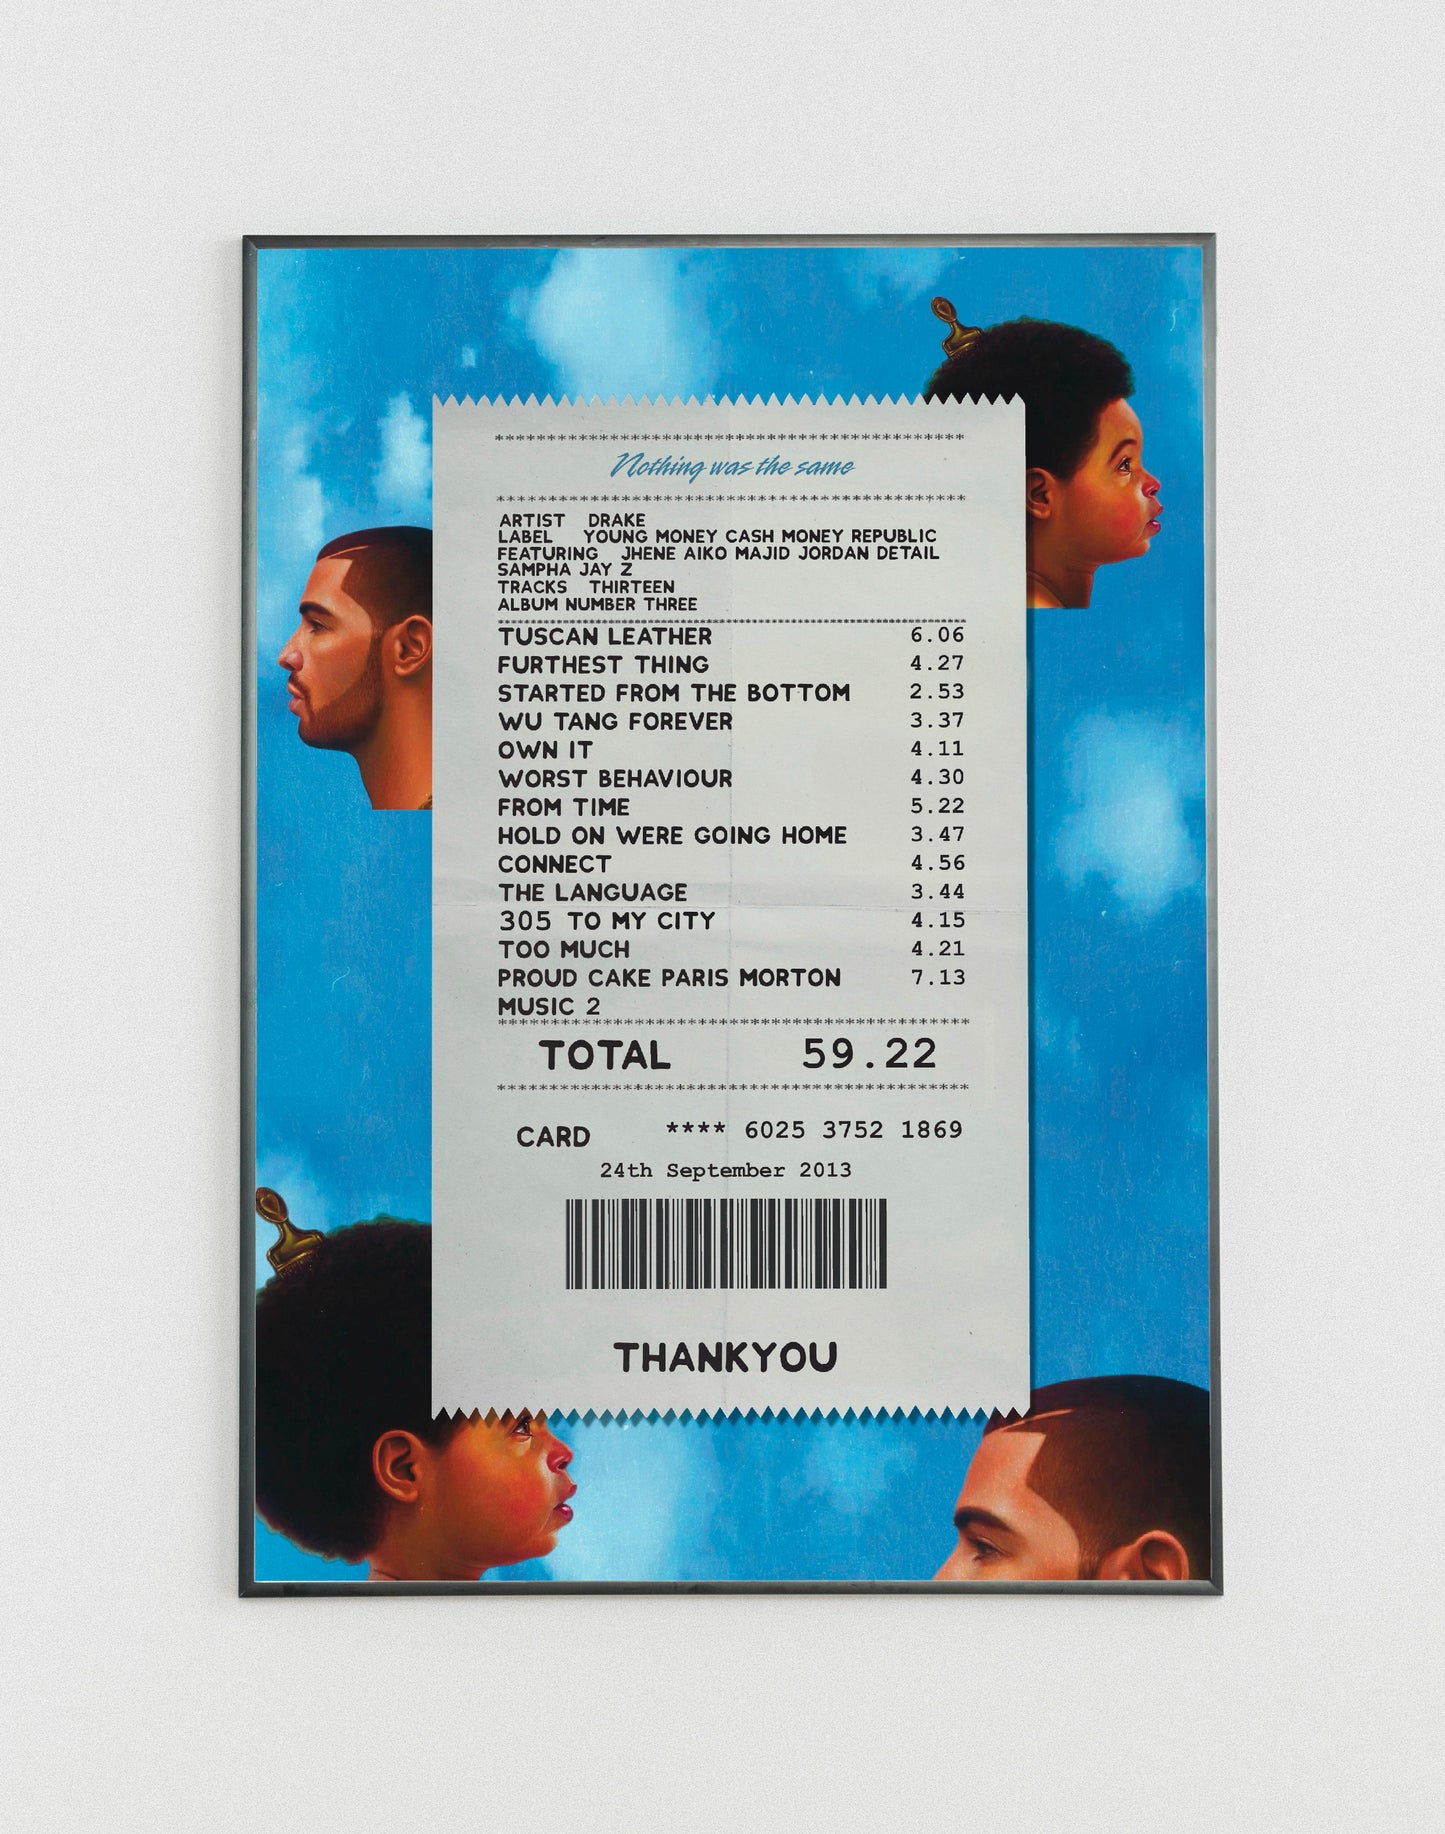 *********************************************
Nothing was the same
*********************************************
ARTIST DRAKE
LABEL YOUNG MONEY CASH MONEY REPUBLIC
FEATURING JHENE AIKO MAJID JORDAN DETAIL
SAMPHA JAY Z
TRACKS THIRTEEN
ALBUM NUMBER THREE
TUSCAN LEATHER 6.06
FURTHEST THING 4.27
STARTED FROM THE BOTTOM 2.53
WU TANG FOREVER 3.37
OWN IT 4.11
WORST BEHAVIOUR 4.30
FROM TIME 5.22
HOLD ON WERE GOING HOME 3.47
CONNECT 4.56
THE LANGUAGE 3.44
305 TO MY CITY 4.15
TOO MUCH 4.21
PROUD CAKE PARIS MORTON 7.13
MUSIC 2
*********************************************
TOTAL 59.22
*********************************************
CARD **** 6025 3752 1869
24th September 2013
THANKYOU